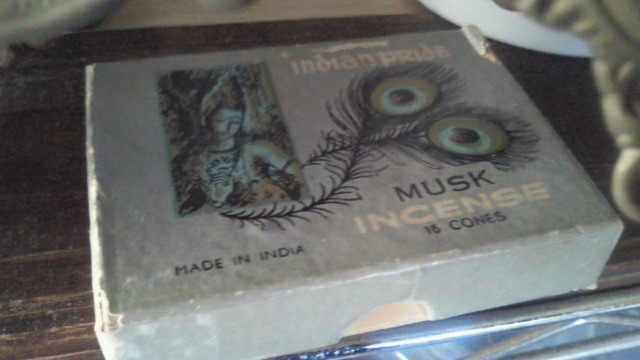 Indian Pride
MUSK
INCENSE
16 CONES
MADE IN INDIA